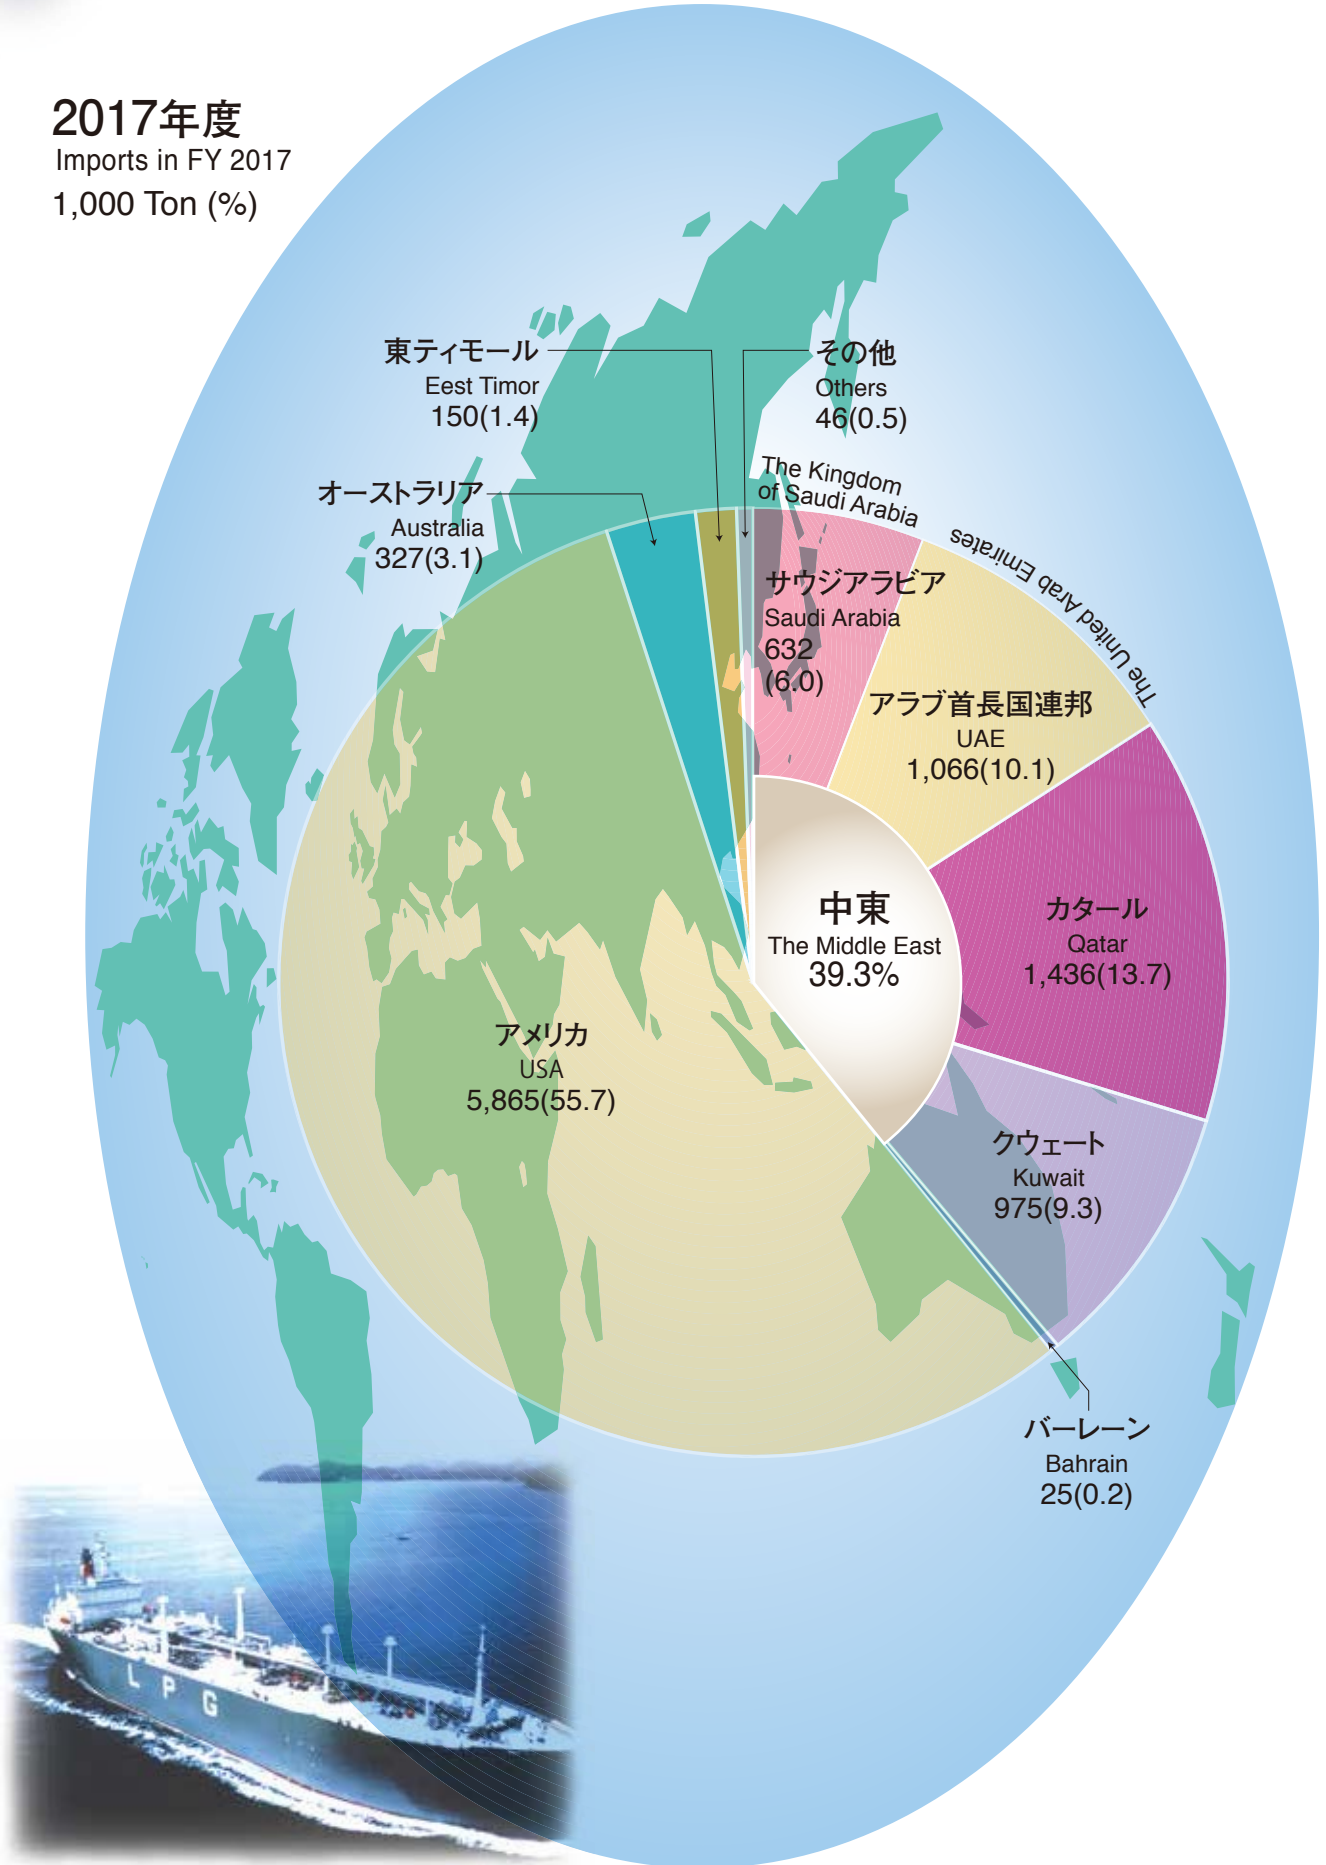 2017年度
Imports in FY 2017
1,000 Ton (%)
東ティモール
Eest Timor
150(1.4)
その他
Others
46(0.5)
オーストラリア
Australia
327(3.1)
The Kingdom
of Saudi Arabia
サウジアラビア
Saudi Arabia
632
(6.0)
The United Arab Emirates
アラブ首長国連邦
UAE
1,066(10.1)
中東
The Middle East
39.3%
カタール
Qatar
1,436(13.7)
アメリカ
USA
5,865(55.7)
クウェート
Kuwait
975(9.3)
バーレーン
Bahrain
25(0.2)
LPG